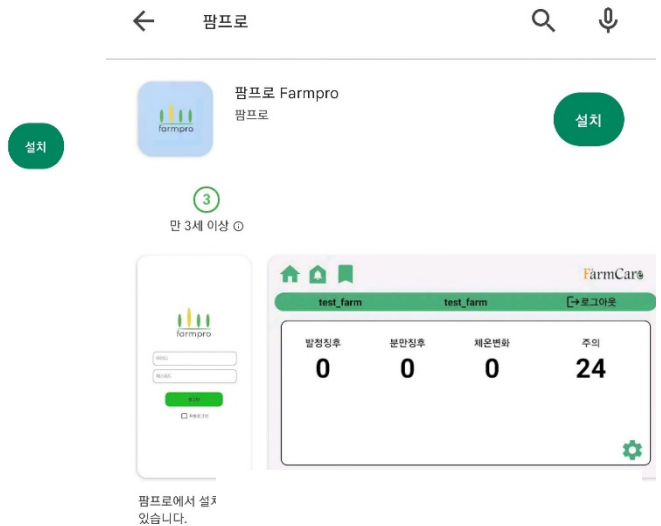 팜프로
팜프로 Farmpro
팜프로
설치
설치
farmpro
3
만 3세 이상
FarmCare
test_farm test_farm 로그아웃
farmpro
발정징후 분만징후 체온변화 주의
0 0 0 24
팜프로에서 설치
있습니다.